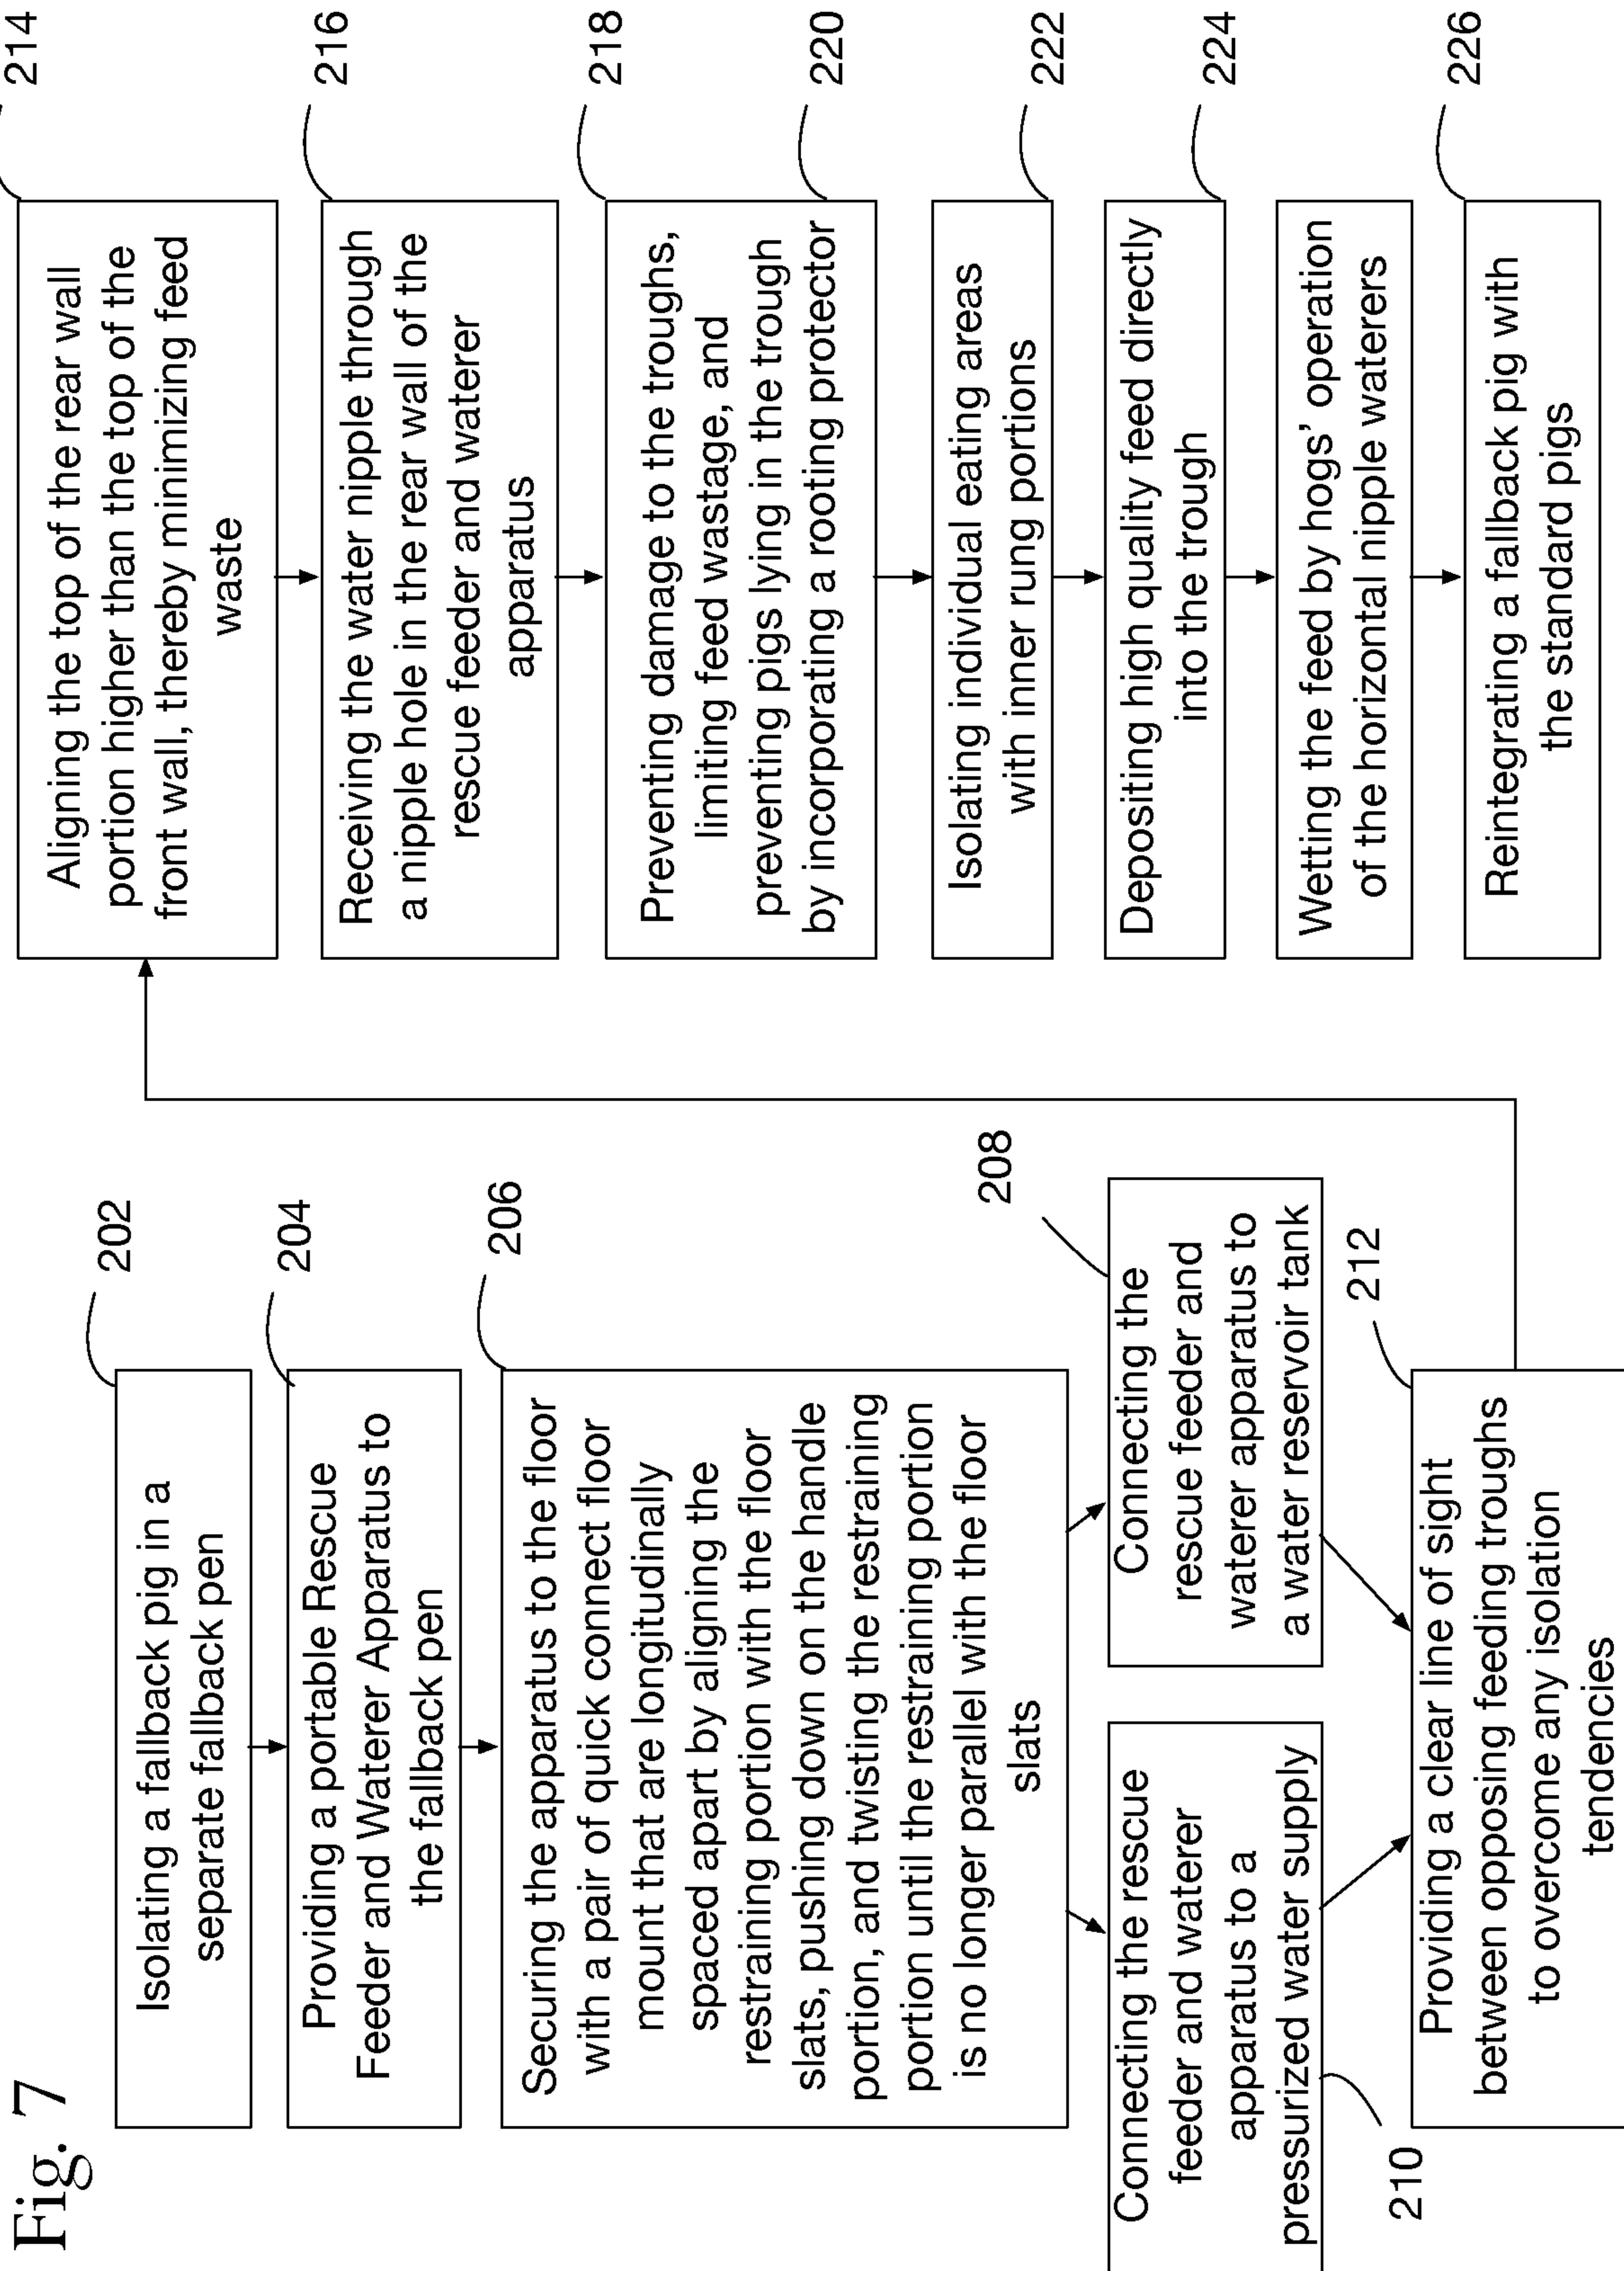 Fig. 7
202
Isolating a fallback pig in a
separate fallback pen
204
Providing a portable Rescue
Feeder and Waterer Apparatus to
the fallback pen
206
Securing the apparatus to the floor
with a pair of quick connect floor
mount that are longitudinally
spaced apart by aligning the
restraining portion with the floor
slats, pushing down on the handle
portion, and twisting the restraining
portion until the restraining portion
is no longer parallel with the floor
slats
208
Connecting the
rescue feeder and
waterer apparatus to
a water reservoir tank
210
Connecting the rescue
feeder and waterer
apparatus to a
pressurized water supply
212
Providing a clear line of sight
between opposing feeding troughs
to overcome any isolation
tendencies
214
Aligning the top of the rear wall
portion higher than the top of the
front wall, thereby minimizing feed
waste
216
Receiving the water nipple through
a nipple hole in the rear wall of the
rescue feeder and waterer
apparatus
218
Preventing damage to the troughs,
limiting feed wastage, and
preventing pigs lying in the trough
by incorporating a rooting protector
220
Isolating individual eating areas
with inner rung portions
222
Depositing high quality feed directly
into the trough
224
Wetting the feed by hogs’ operation
of the horizontal nipple waterers
226
Reintegrating a fallback pig with
the standard pigs